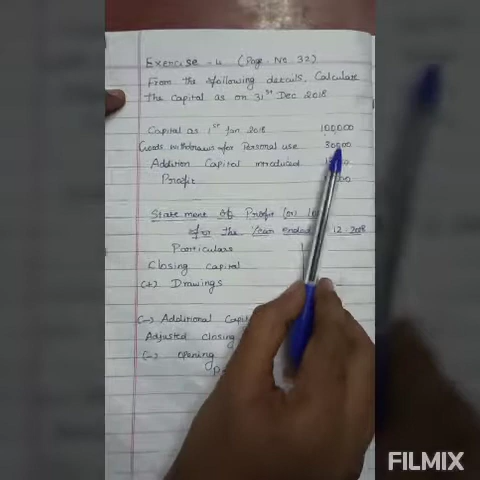 Exercise - 4 (Page No 32)
From the following details, Calculate
the Capital as on 31st Dec 2018
Capital as 1st Jan 2018 100000
Goods withdrawn for Personal use 30000
Addition Capital introduced
Profit
Statement of Profit (or)
for the Year ended 12.2018
Particulars
Closing capital
(+) Drawings
(-) Additional Capi
Adjusted closing
(-) opening
FILMIX